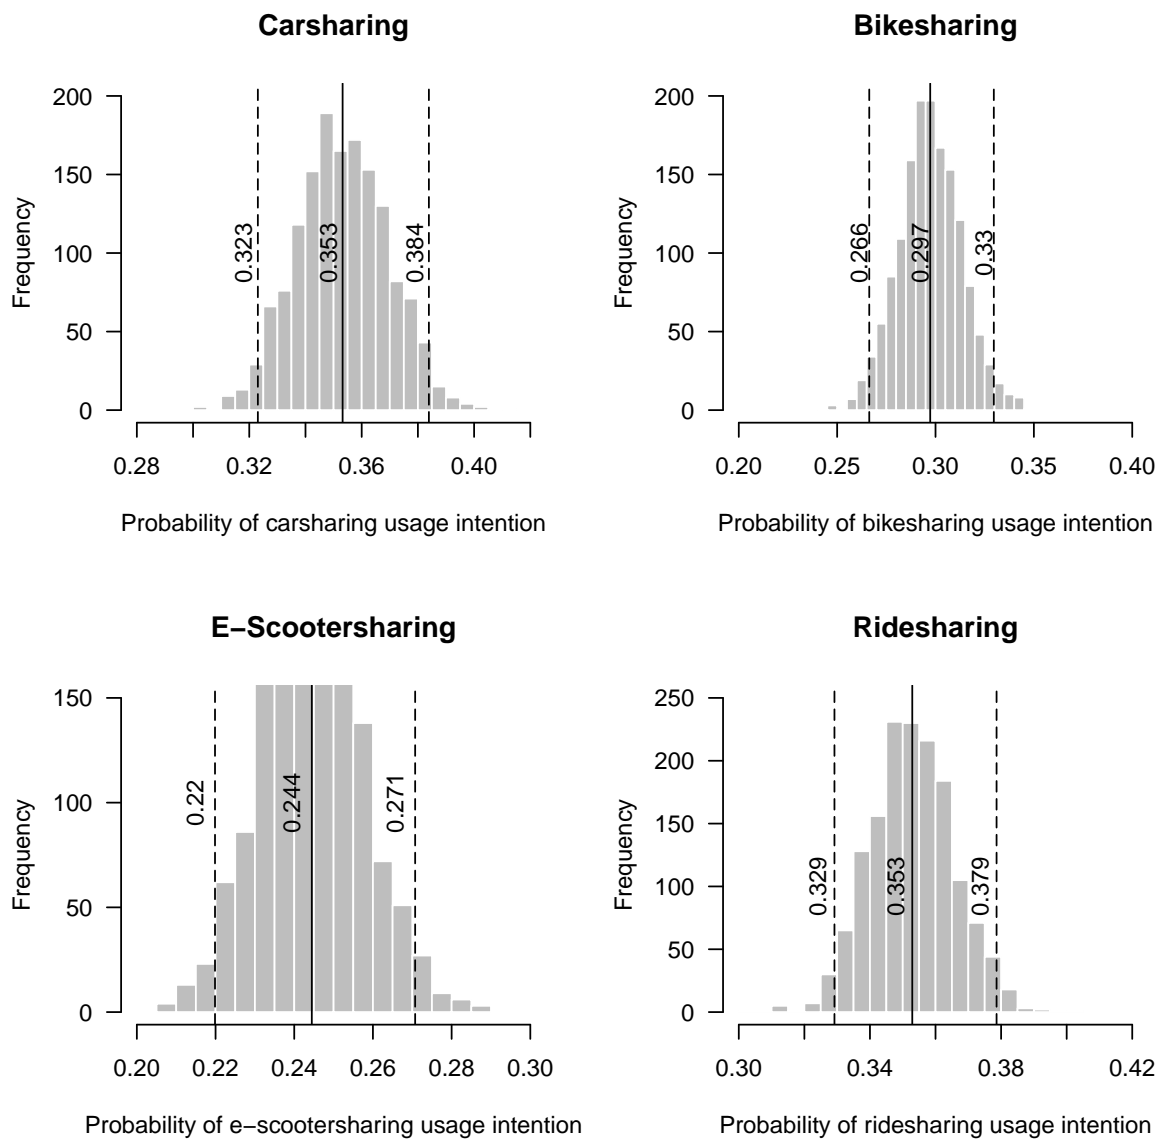 Carsharing
Frequency
200
150
100
50
0
0.323
0.353
0.384
0.28 0.32 0.36 0.40
Probability of carsharing usage intention
Bikesharing
Frequency
200
150
100
50
0
0.266
0.297
0.33
0.20 0.25 0.30 0.35 0.40
Probability of bikesharing usage intention
E−Scootersharing
Frequency
150
100
50
0
0.22
0.244
0.271
0.20 0.22 0.24 0.26 0.28 0.30
Probability of e−scootersharing usage intention
Ridesharing
Frequency
250
200
150
100
50
0
0.329
0.353
0.379
0.30 0.34 0.38 0.42
Probability of ridesharing usage intention